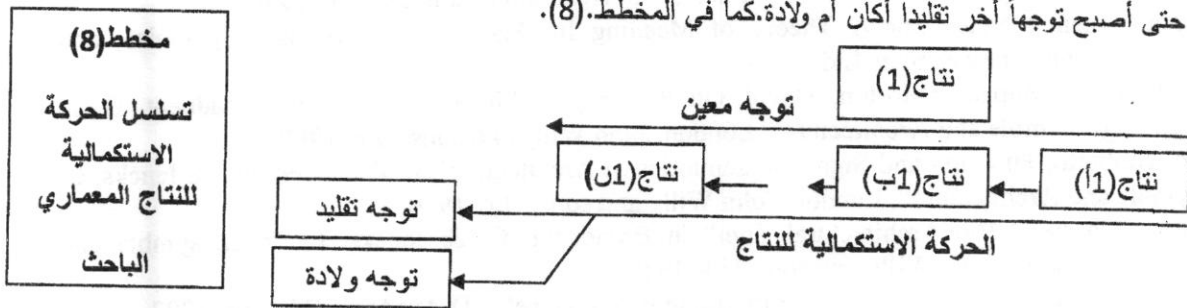 حتى أصبح توجهاً أخر تقليدا أكان أم ولادة.كما في المخطط.(8).
مخطط(8)
تسلسل الحركة
الاستكمالية
للنتاج المعماري
الباحث
نتاج(1)
توجه معين
نتاج(1أ)
نتاج(1ب)
نتاج(1ن)
توجه تقليد
الحركة الاستكمالية للنتاج
توجه ولادة